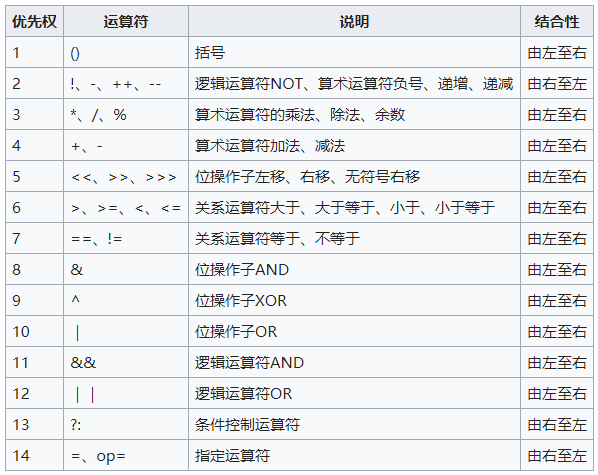 优先权 运算符 说明 结合性
1 () 括号 由左至右
2 !、-、++、-- 逻辑运算符NOT、算术运算符负号、递增、递减 由右至左
3 *、/、% 算术运算符的乘法、除法、余数 由左至右
4 +、- 算术运算符加法、减法 由左至右
5 <<、>>、>>> 位操作子左移、右移、无符号右移 由左至右
6 >、>=、<、<= 关系运算符大于、大于等于、小于、小于等于 由左至右
7 ==、!= 关系运算符等于、不等于 由左至右
8 & 位操作子AND 由左至右
9 ^ 位操作子XOR 由左至右
10 | 位操作子OR 由左至右
11 && 逻辑运算符AND 由左至右
12 | | 逻辑运算符OR 由左至右
13 ?: 条件控制运算符 由右至左
14 =、op= 指定运算符 由右至左